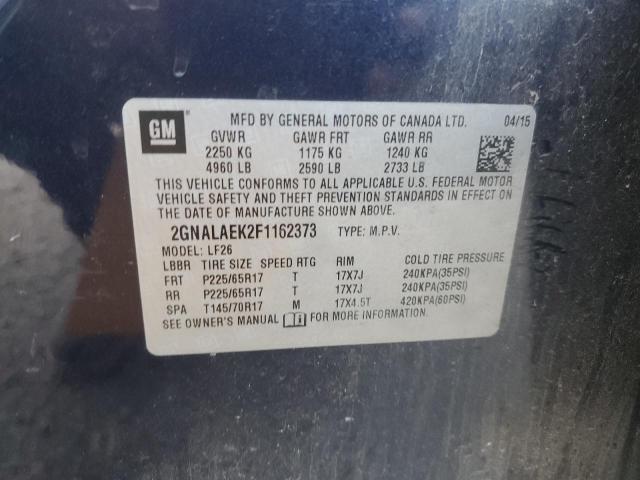 GM
MFD BY GENERAL MOTORS OF CANADA LTD. 04/15
GVWR GAWR FRT GAWR RR
2250 KG 1175 KG 1240 KG
4960 LB 2590 LB 2733 LB
THIS VEHICLE CONFORMS TO ALL APPLICABLE U.S. FEDERAL MOTOR
VEHICLE SAFETY AND THEFT PREVENTION STANDARDS IN EFFECT ON THE
DATE OF MANUFACTURE SHOWN ABOVE.
2GNALAEK2F1162373 TYPE: M.P.V.
MODEL: LF26
LBBR TIRE SIZE SPEED RTG RIM COLD TIRE PRESSURE
FRT P225/65R17 T 17X7J 240KPA(35PSI)
RR P225/65R17 T 17X7J 240KPA(35PSI)
SPA T145/70R17 M 17X4.5T 420KPA(60PSI)
SEE OWNER'S MANUAL FOR MORE INFORMATION.